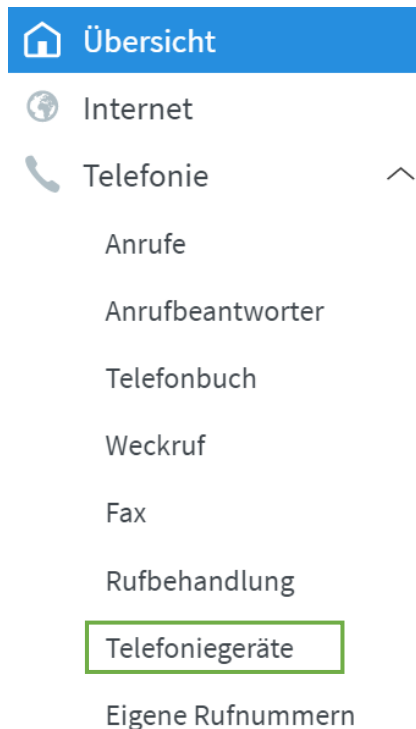 Übersicht
Internet
Telefonie
Anrufe
Anrufbeantworter
Telefonbuch
Weckruf
Fax
Rufbehandlung
Telefoniegeräte
Eigene Rufnummern